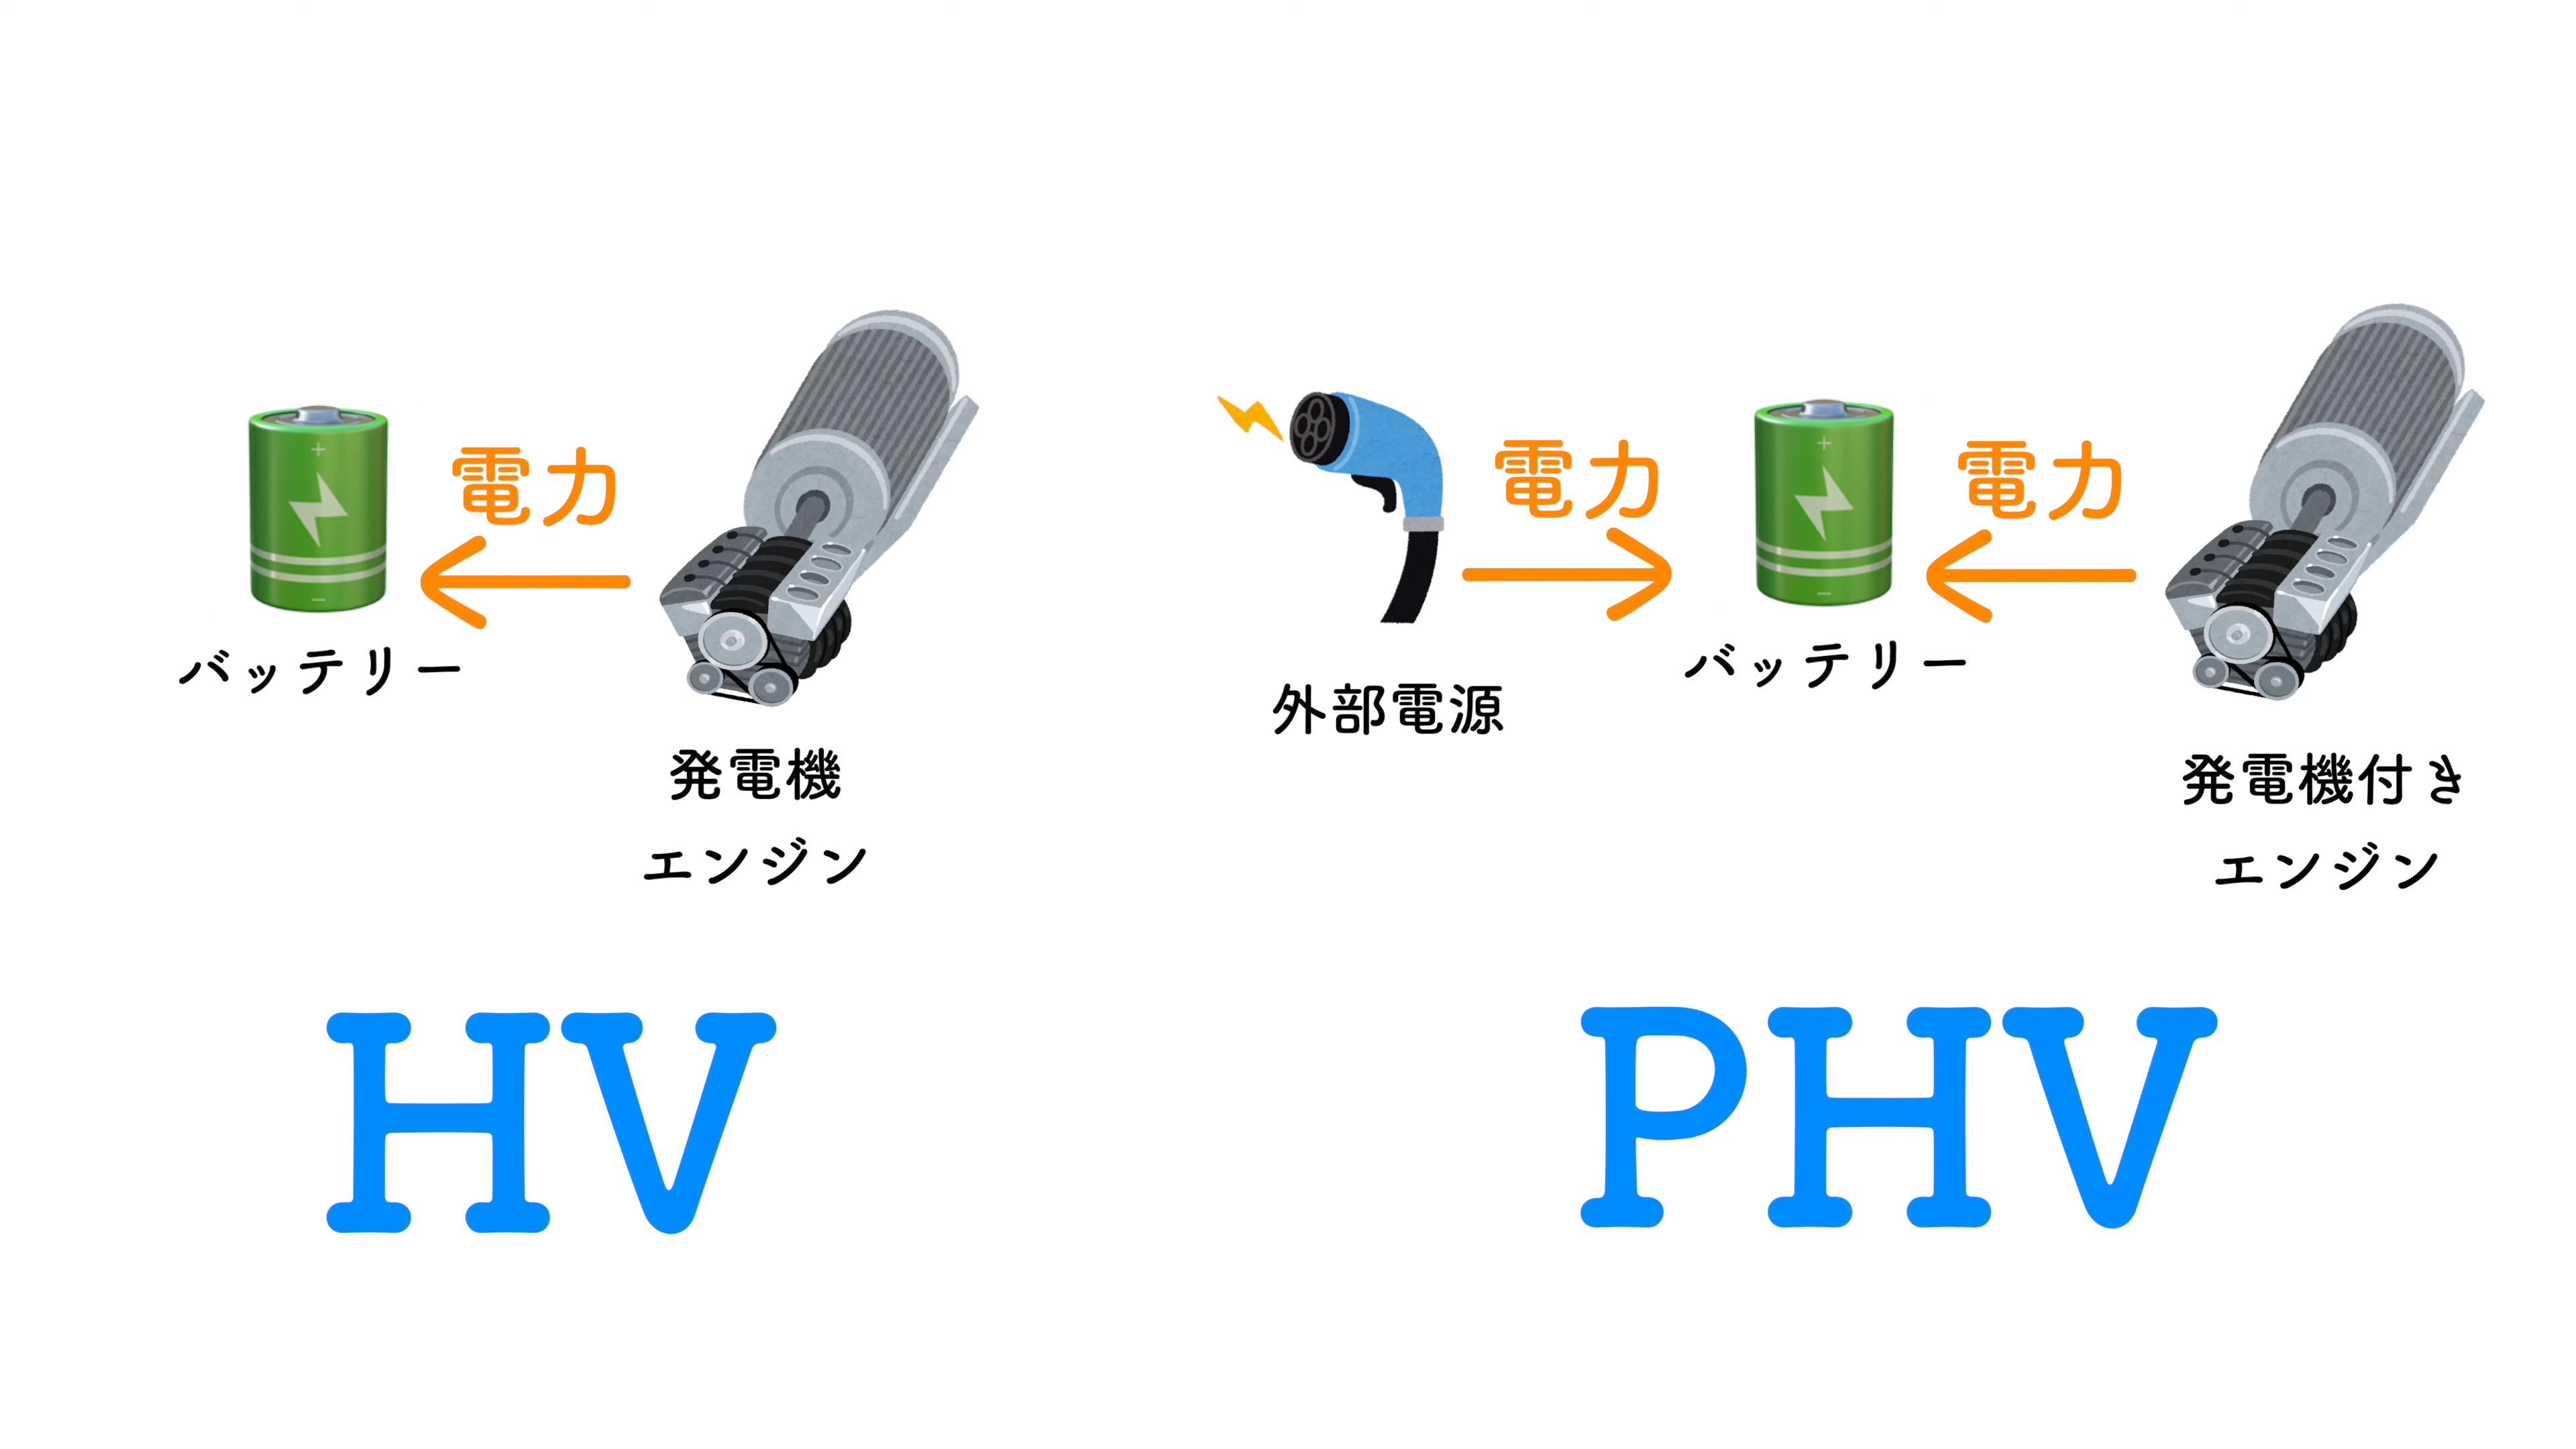 電力
バッテリー
発電機
エンジン
HV
電力
電力
外部電源
バッテリー
発電機付き
エンジン
PHV